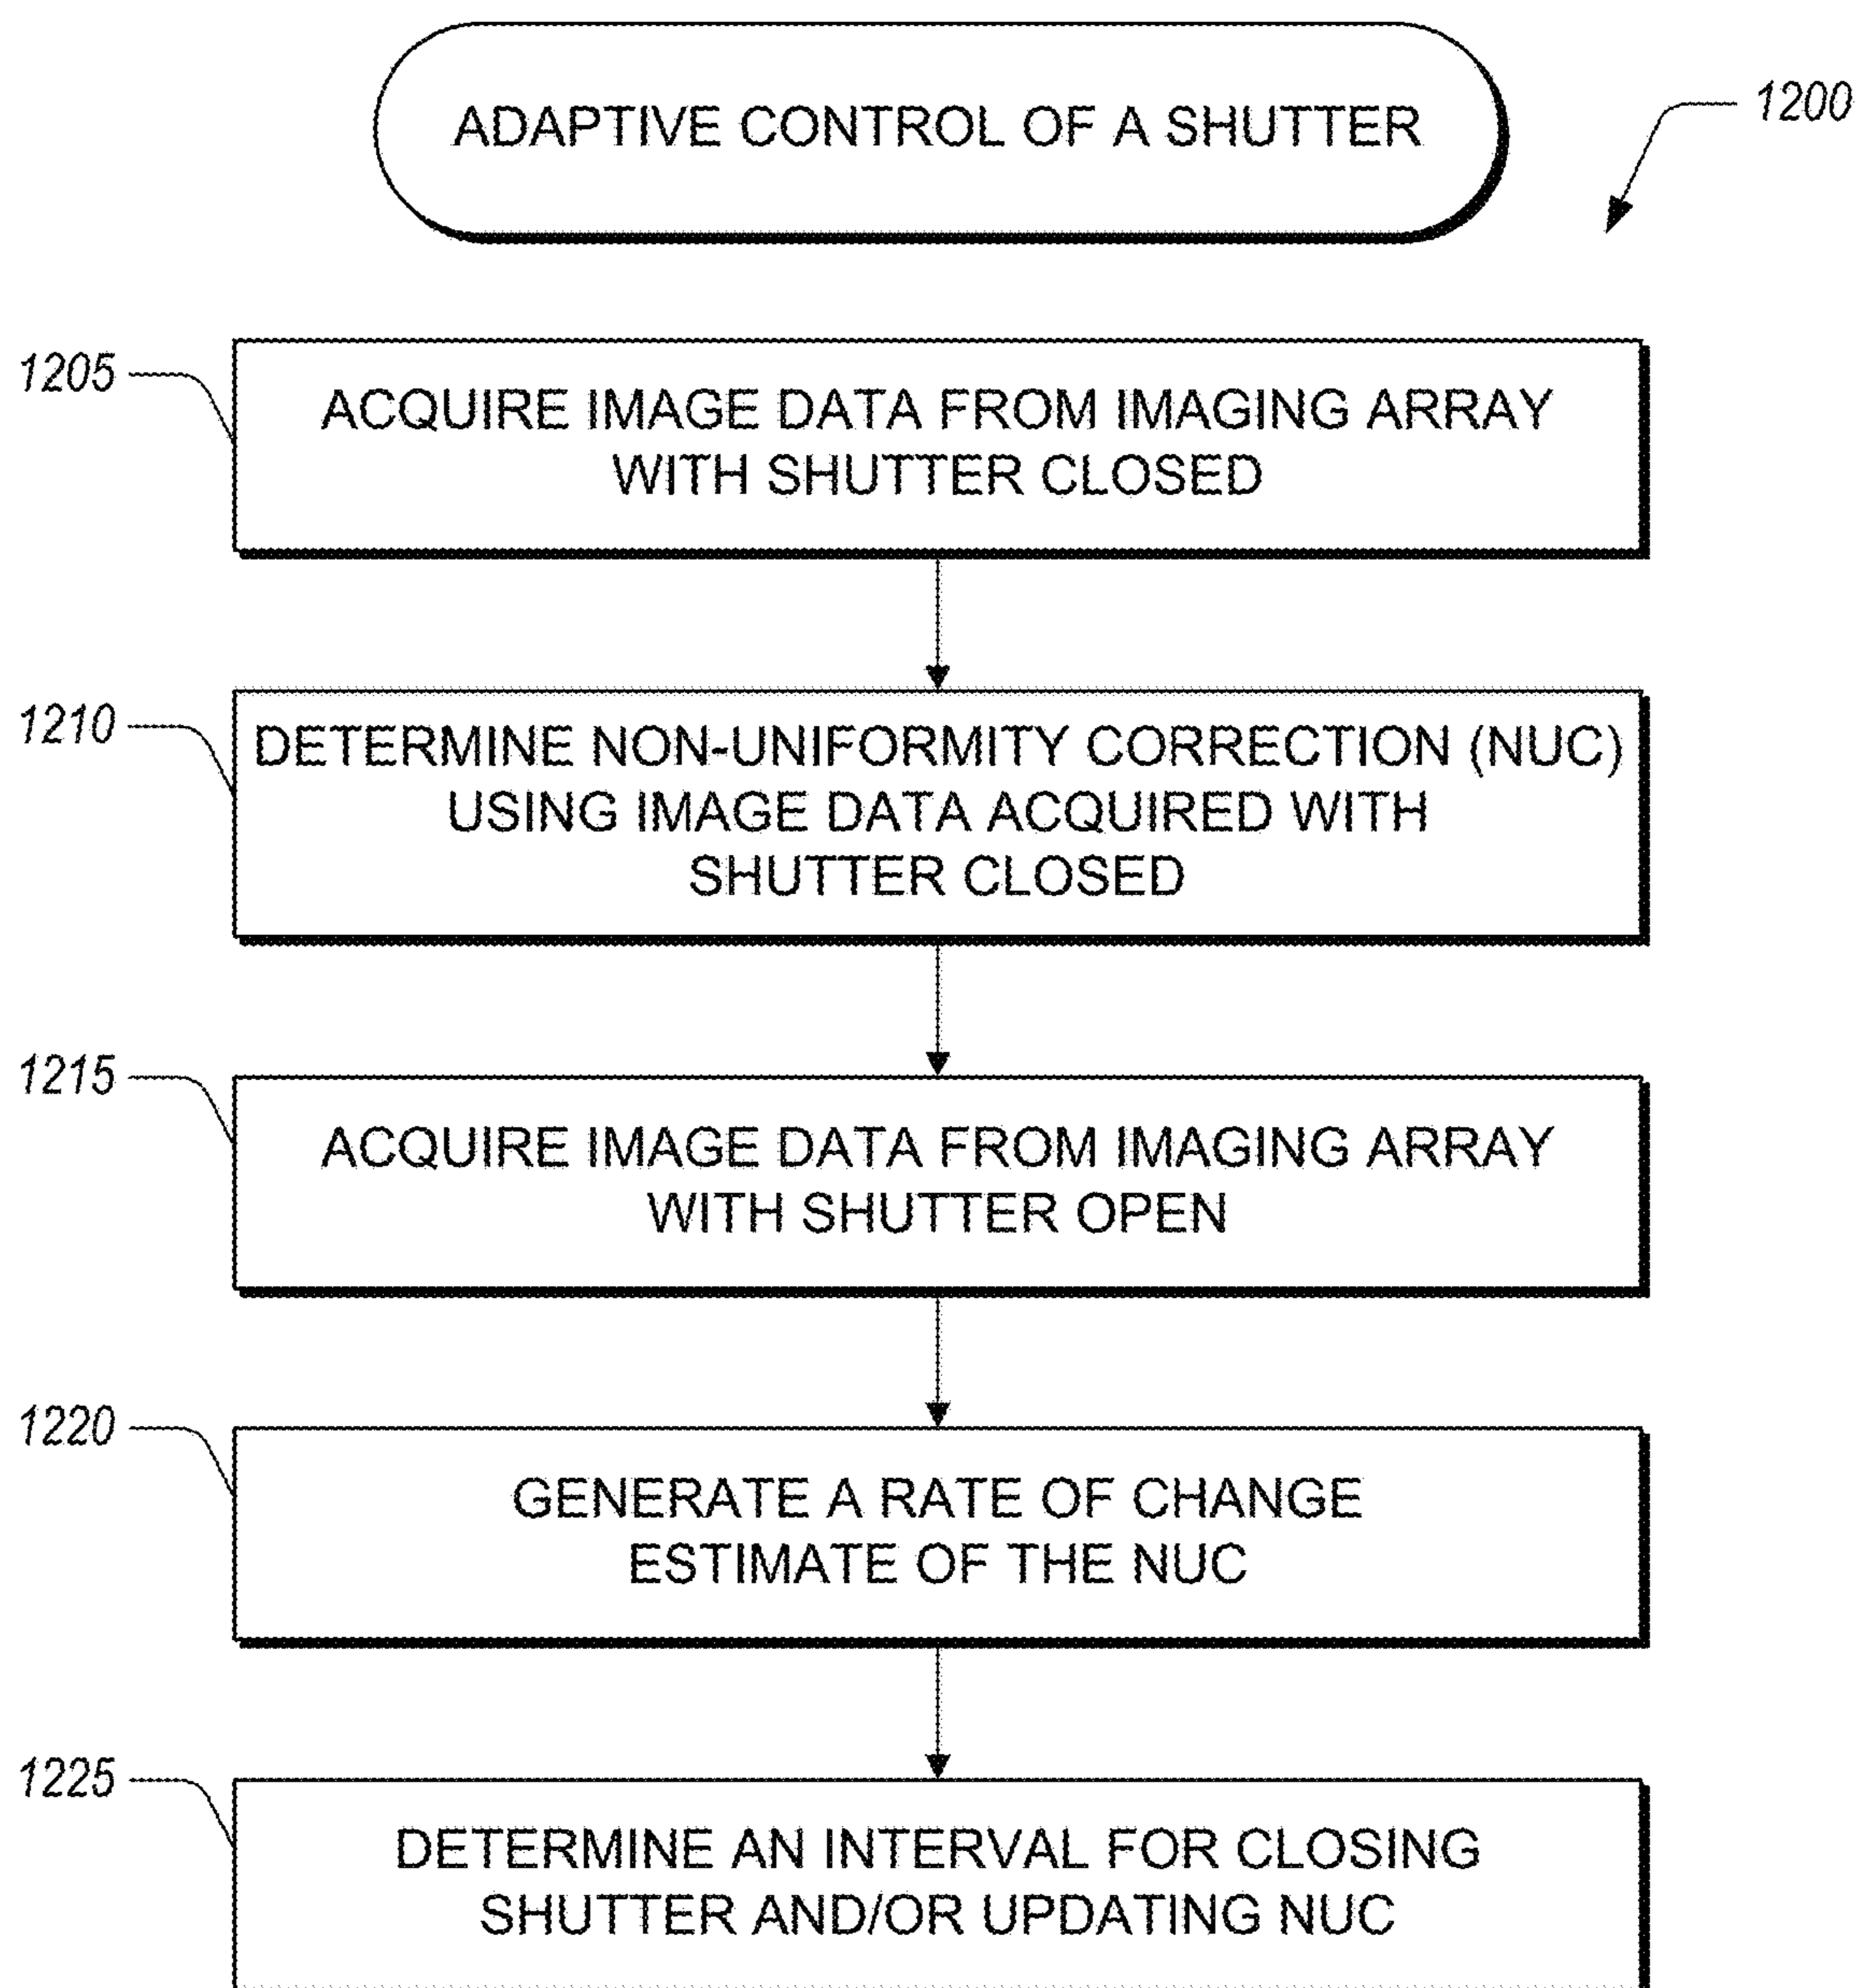 ADAPTIVE CONTROL OF A SHUTTER
1200
1205
ACQUIRE IMAGE DATA FROM IMAGING ARRAY
WITH SHUTTER CLOSED
1210
DETERMINE NON-UNIFORMITY CORRECTION (NUC)
USING IMAGE DATA ACQUIRED WITH
SHUTTER CLOSED
1215
ACQUIRE IMAGE DATA FROM IMAGING ARRAY
WITH SHUTTER OPEN
1220
GENERATE A RATE OF CHANGE
ESTIMATE OF THE NUC
1225
DETERMINE AN INTERVAL FOR CLOSING
SHUTTER AND/OR UPDATING NUC